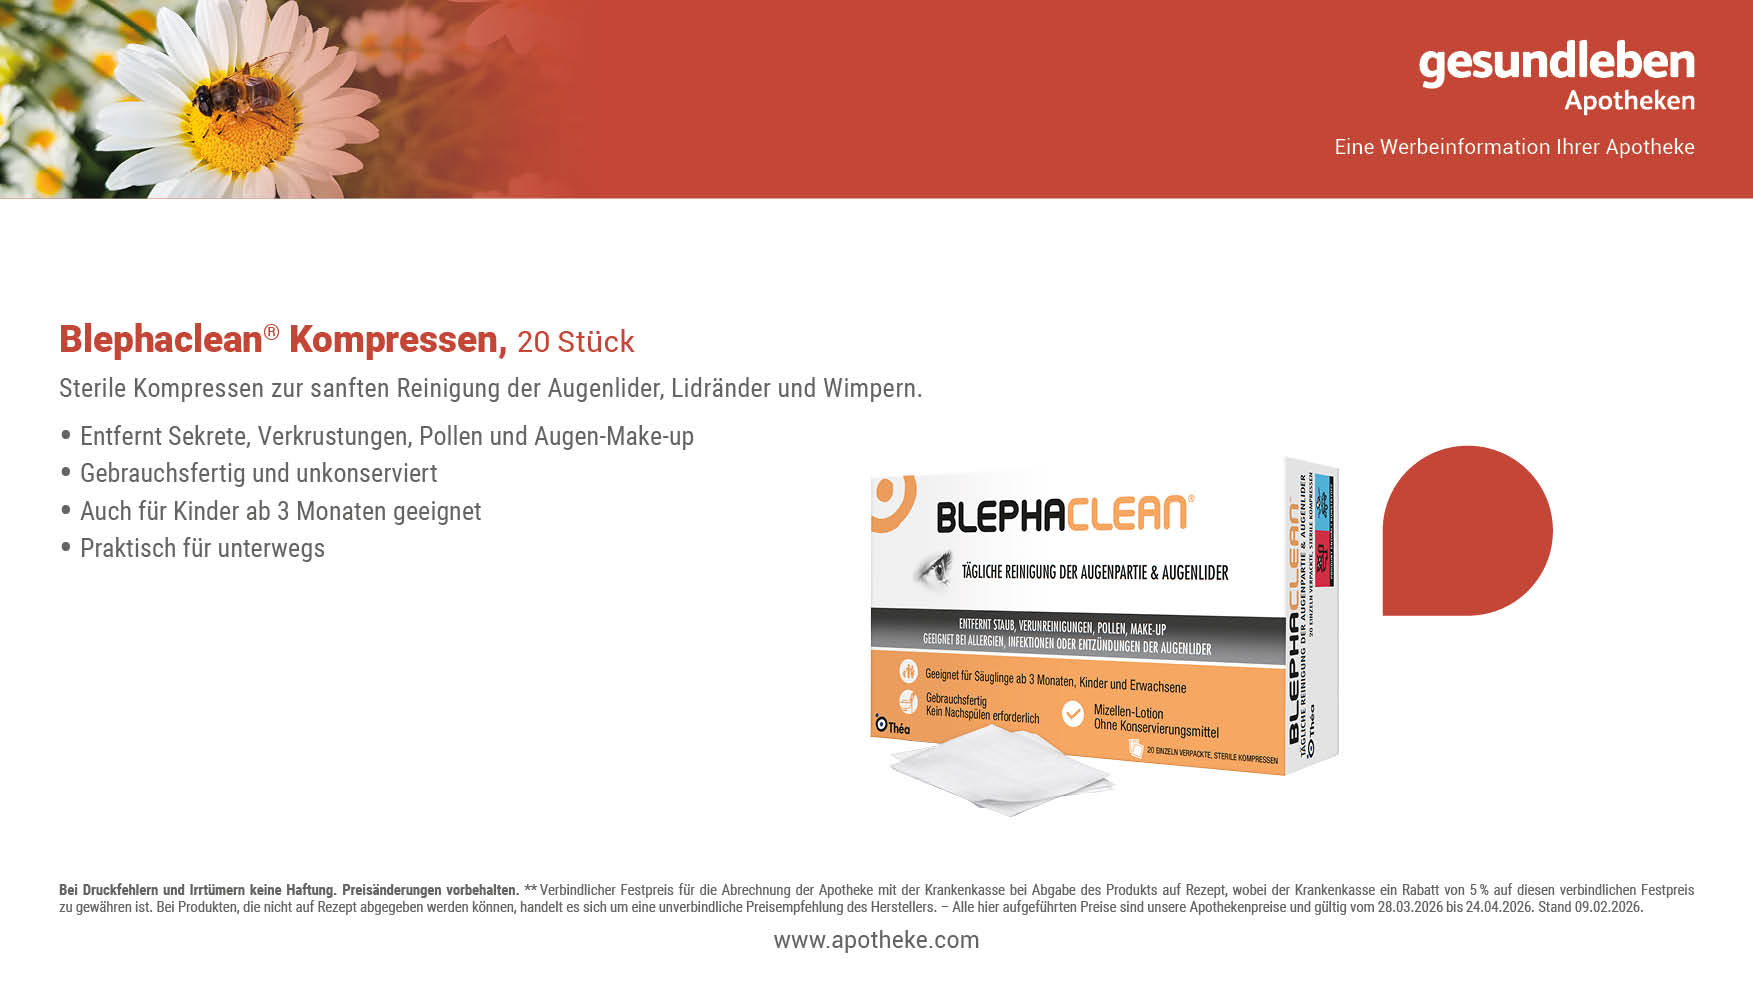 gesundleben
Apotheken
Eine Werbeinformation Ihrer Apotheke
Blephaclean® Kompressen, 20 Stück
Sterile Kompressen zur sanften Reinigung der Augenlider, Lidränder und Wimpern.
• Entfernt Sekrete, Verkrustungen, Pollen und Augen-Make-up
• Gebrauchsfertig und unkonserviert
• Auch für Kinder ab 3 Monaten geeignet
• Praktisch für unterwegs
BLEPHACLEAN®
TÄGLICHE REINIGUNG DER AUGENPARTIE & AUGENLIDER
ENTFERNT STAUB, VERUNREINIGUNGEN, POLLEN, MAKE-UP
GEEIGNET BEI ALLERGIEN, INFEKTIONEN ODER ENTZÜNDUNGEN DER AUGENLIDER
Geeignet für Säuglinge ab 3 Monaten, Kinder und Erwachsene
Gebrauchsfertig
Kein Nachspülen erforderlich
Mizellen-Lotion
Ohne Konservierungsmittel
Théa
20 EINZELN VERPACKTE, STERILE KOMPRESSEN
BLEPHACLEAN
TÄGLICHE REINIGUNG DER AUGENPARTIE & AUGENLIDER
20 EINZELN VERPACKTE, STERILE KOMPRESSEN
Théa
Bei Druckfehlern und Irrtümern keine Haftung. Preisänderungen vorbehalten. ** Verbindlicher Festpreis für die Abrechnung der Apotheke mit der Krankenkasse bei Abgabe des Produkts auf Rezept, wobei der Krankenkasse ein Rabatt von 5 % auf diesen verbindlichen Festpreis
zu gewähren ist. Bei Produkten, die nicht auf Rezept abgegeben werden können, handelt es sich um eine unverbindliche Preisempfehlung des Herstellers. – Alle hier aufgeführten Preise sind unsere Apothekenpreise und gültig vom 28.03.2026 bis 24.04.2026. Stand 09.02.2026.
www.apotheke.com